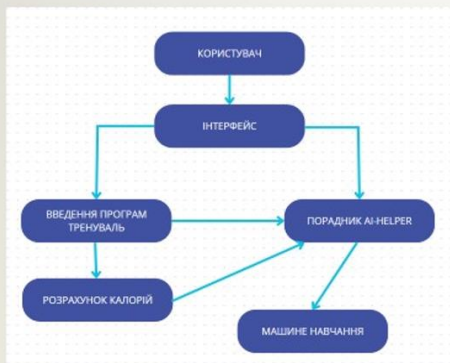 КОРИСТУВАЧ
ІНТЕРФЕЙС
ВВЕДЕННЯ ПРОГРАМ
ТРЕНУВАЛЬ
ПОРАДНИК AI-HELPER
РОЗРАХУНОК КАЛОРІЙ
МАШИНЕ НАВЧАННЯ